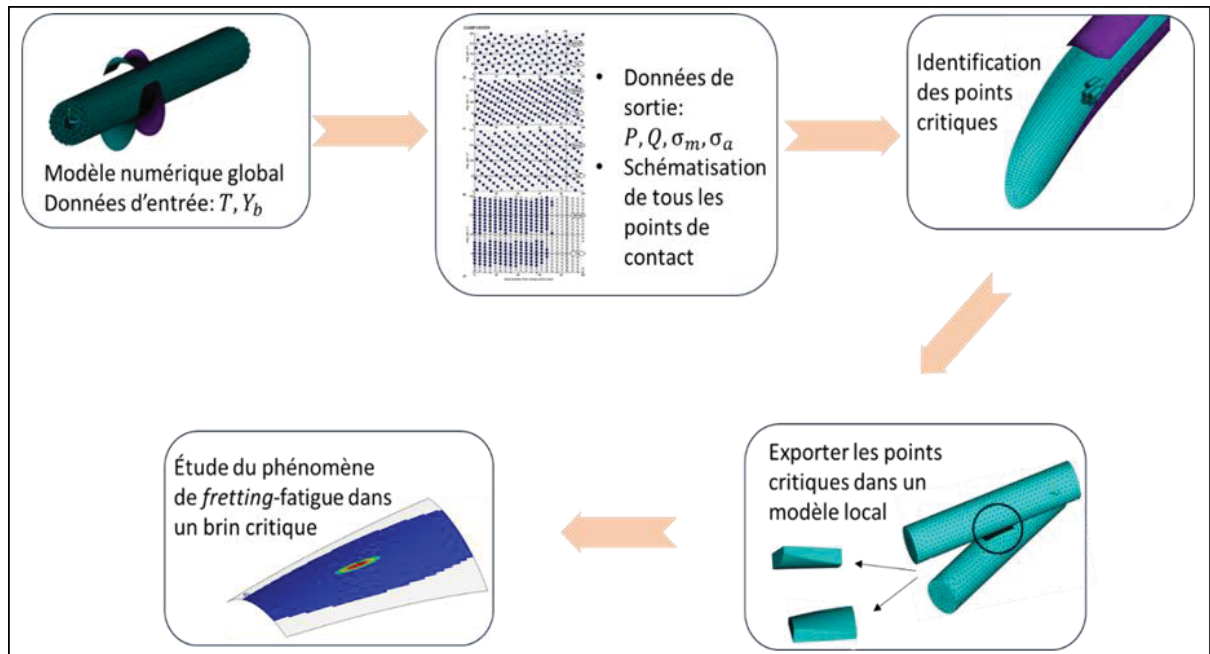 Modèle numérique global
Données d'entrée: T, Y_b
• Données de
sortie:
P, Q, σ_m, σ_a
• Schématisation
de tous les
points de
contact
Identification
des points
critiques
Étude du phénomène
de fretting-fatigue dans
un brin critique
Exporter les points
critiques dans un
modèle local